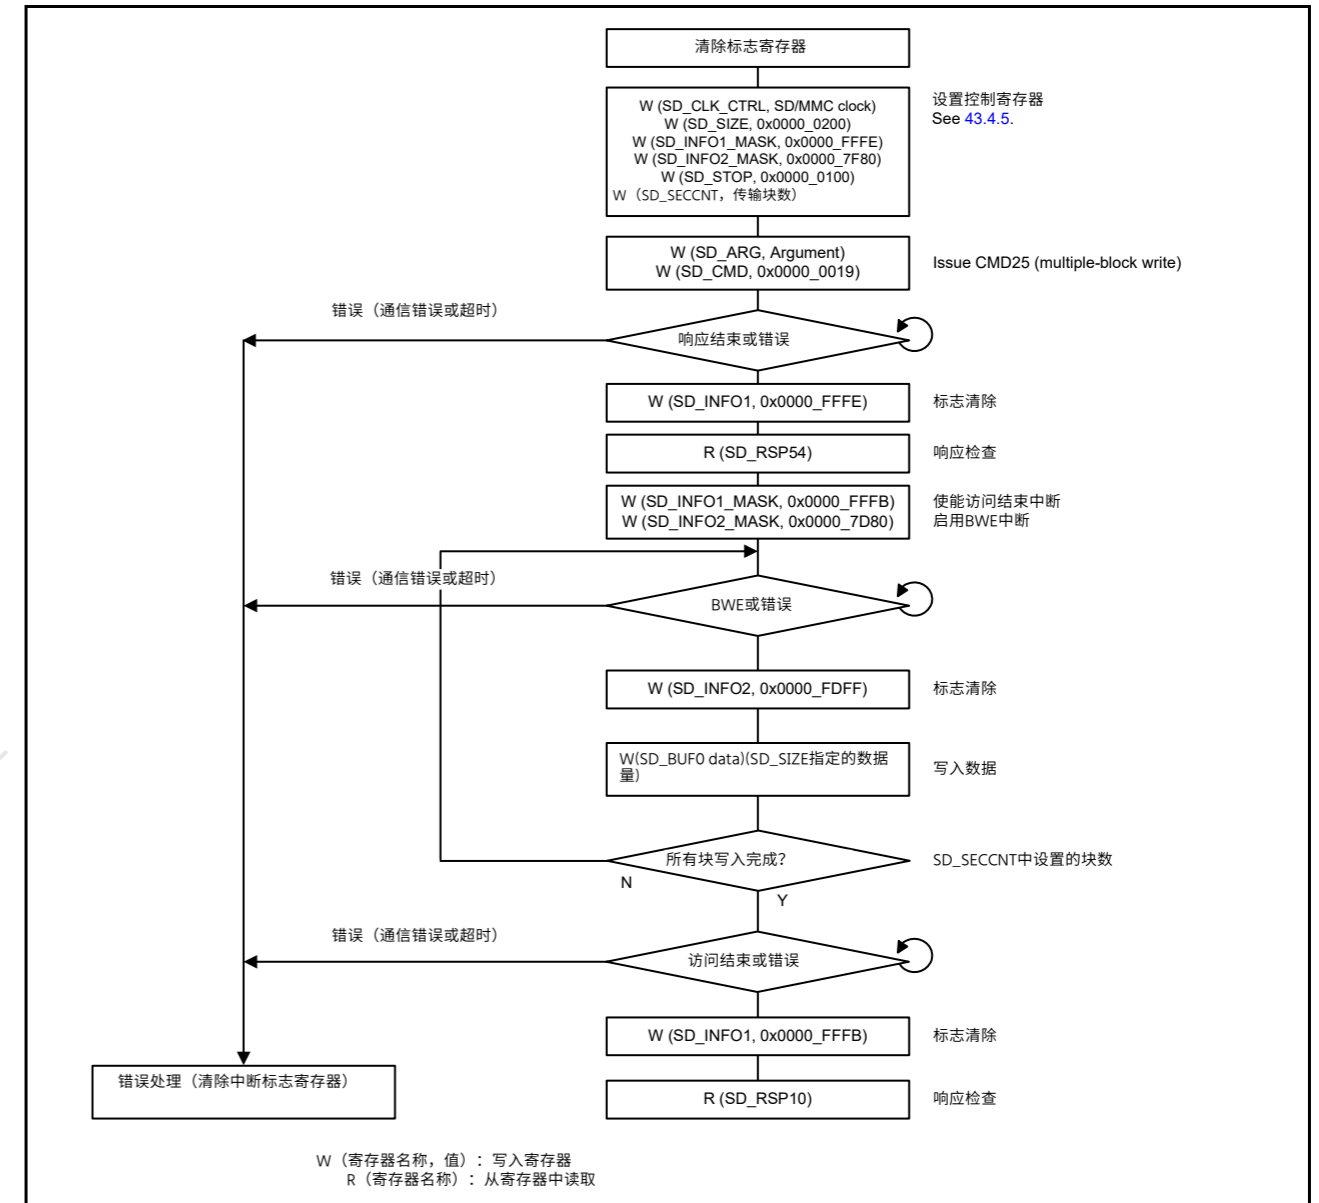 清除标志寄存器
W (SD_CLK_CTRL, SD/MMC clock)
W (SD_SIZE, 0x0000_0200)
W (SD_INFO1_MASK, 0x0000_FFFE)
W (SD_INFO2_MASK, 0x0000_7F80)
W (SD_STOP, 0x0000_0100)
W（SD_SECCNT，传输块数）
设置控制寄存器
See 43.4.5.
W (SD_ARG, Argument)
W (SD_CMD, 0x0000_0019)
Issue CMD25 (multiple-block write)
错误（通信错误或超时）
响应结束或错误
W (SD_INFO1, 0x0000_FFFE)
标志清除
R (SD_RSP54)
响应检查
W (SD_INFO1_MASK, 0x0000_FFFB)
W (SD_INFO2_MASK, 0x0000_7D80)
使能访问结束中断
启用BWE中断
错误（通信错误或超时）
BWE或错误
W (SD_INFO2, 0x0000_FDFF)
标志清除
W(SD_BUF0 data)(SD_SIZE指定的数据
量)
写入数据
所有块写入完成？
SD_SECCNT中设置的块数
N
Y
错误（通信错误或超时）
访问结束或错误
W (SD_INFO1, 0x0000_FFFB)
标志清除
错误处理（清除中断标志寄存器）
R (SD_RSP10)
响应检查
W（寄存器名称，值）：写入寄存器
R（寄存器名称）：从寄存器中读取